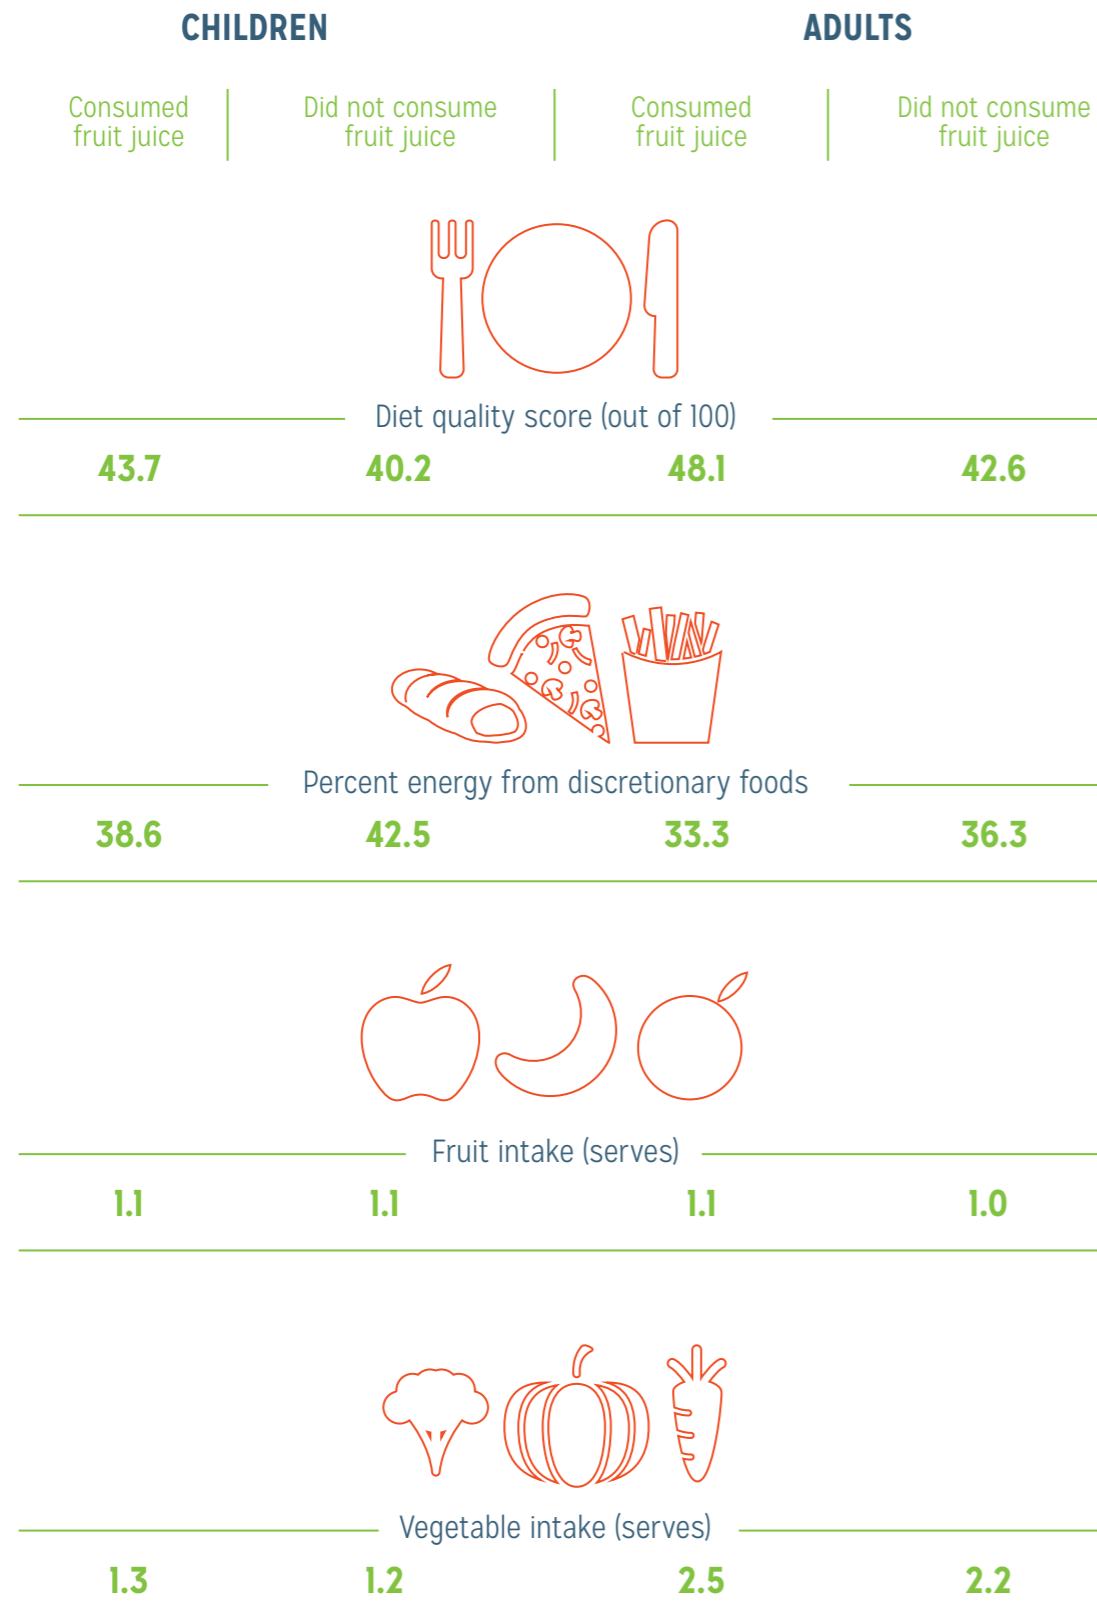 CHILDREN ADULTS
Consumed fruit juice
Did not consume fruit juice
Consumed fruit juice
Did not consume fruit juice
Diet quality score (out of 100)
43.7 40.2 48.1 42.6
Percent energy from discretionary foods
38.6 42.5 33.3 36.3
Fruit intake (serves)
1.1 1.1 1.1 1.0
Vegetable intake (serves)
1.3 1.2 2.5 2.2